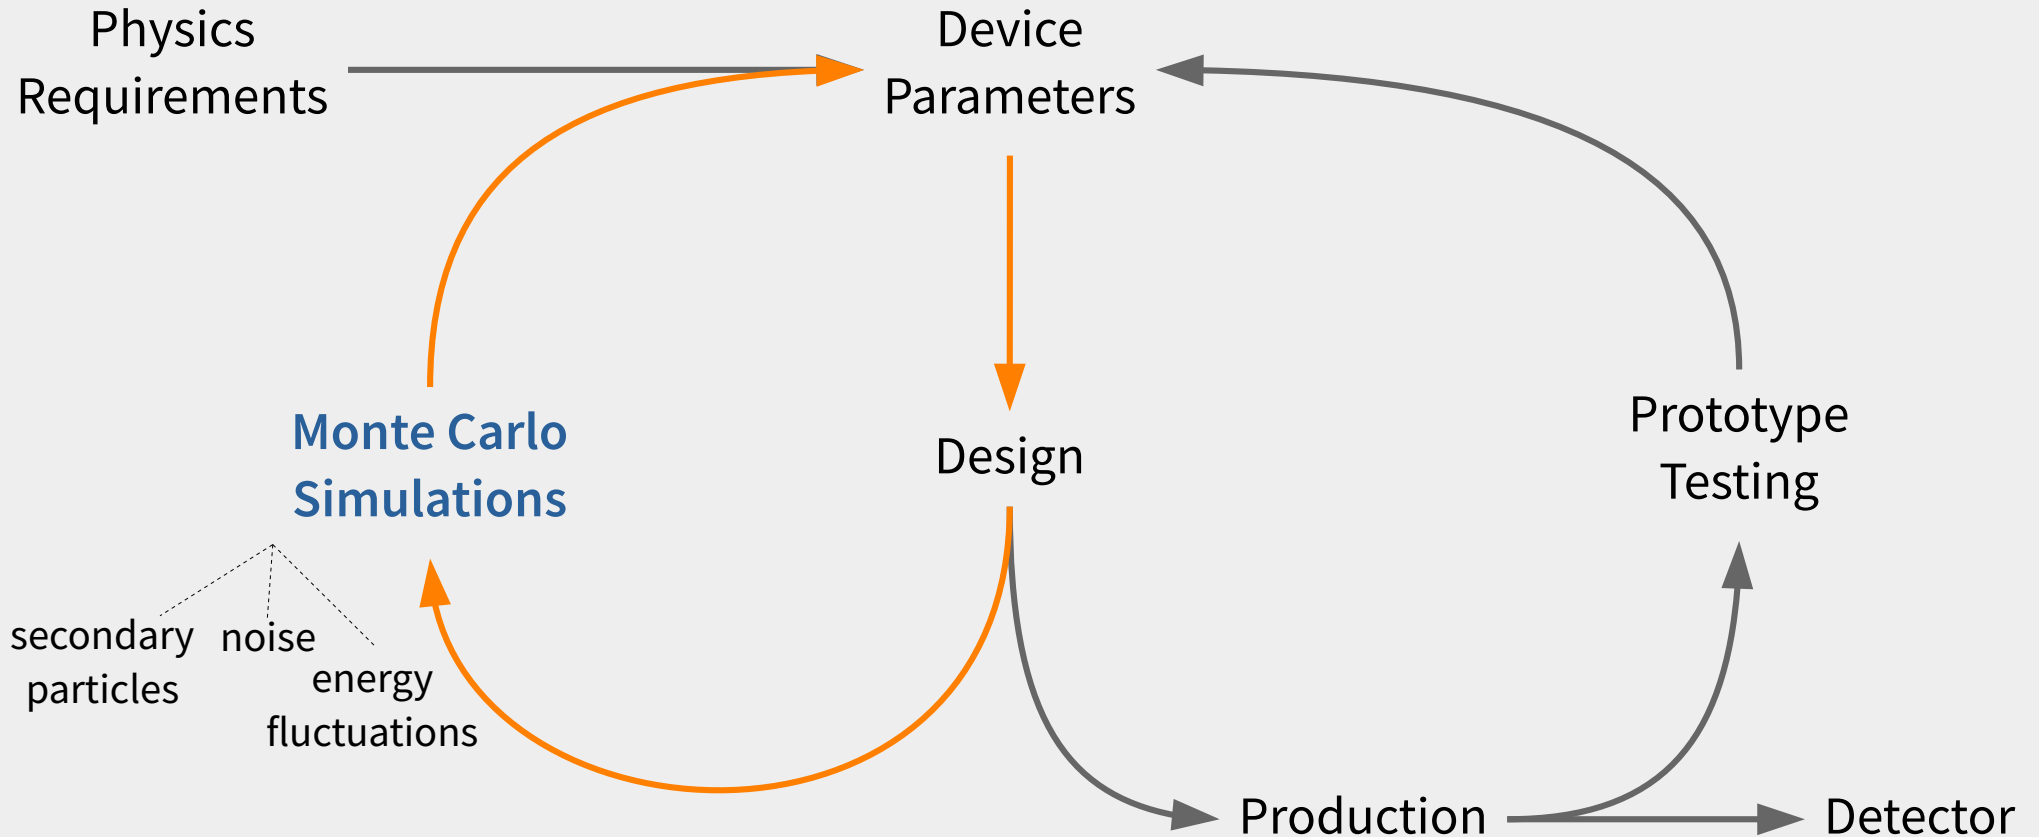 Physics
Requirements
Device
Parameters
Monte Carlo
Simulations
Design
Prototype
Testing
secondary
particles
noise
energy
fluctuations
Production
Detector